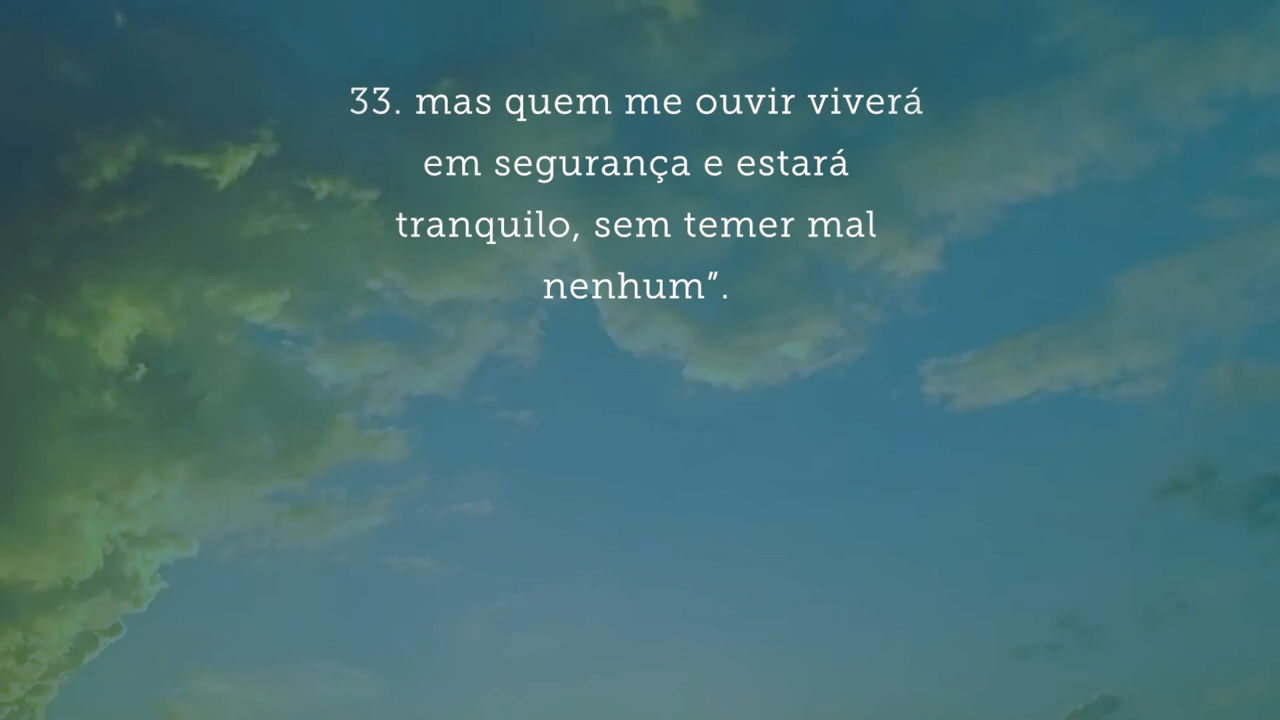 33. mas quem me ouvir viverá
em segurança e estará
tranquilo, sem temer mal
nenhum”.